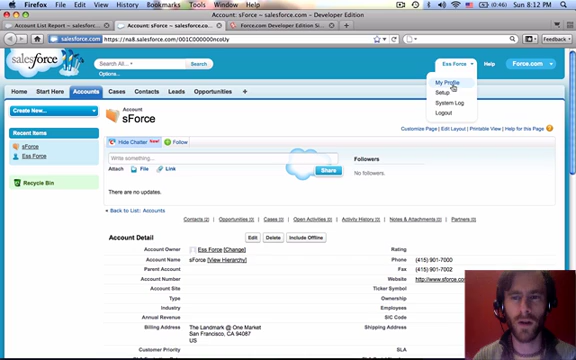 Firefox File Edit View History Bookmarks Tools Window Help (0:46) Sun 8:12 PM
Account: sForce - Developer Edition
Account List Report - salesforce.... Account: sForce - salesforce.co... Force.com Developer Edition Si...
salesforce.com https://na8.salesforce.com/001C000000ncoUy
Feedback
salesforce
Search All... Search
Options...
Ess Force Help Force.com
My Profile
Setup
System Log
Logout
Home Start Here Accounts Cases Contacts Leads Opportunities +
Create New...
Recent Items
sForce
Ess Force
Recycle Bin
Account
sForce
Customize Page | Edit Layout | Printable View | Help for this Page
Hide Chatter New! Follow
Write something...
Attach File Link
Share
There are no updates.
Followers
No followers.
« Back to List: Accounts
Contacts [2] | Opportunities [0] | Cases [0] | Open Activities [0] | Activity History [0] | Notes & Attachments [0] | Partners [0]
Account Detail Edit Delete Include Offline
Account Owner Ess Force [Change] Rating
Account Name sForce [View Hierarchy] Phone (415) 901-7000
Parent Account Fax (415) 901-7002
Account Number Website http://www.sforce.com
Account Site Ticker Symbol
Type Ownership
Industry Employees
Annual Revenue SIC Code
Billing Address The Landmark @ One Market
San Francisco, CA 94087
US
Shipping Address
Customer Priority SLA